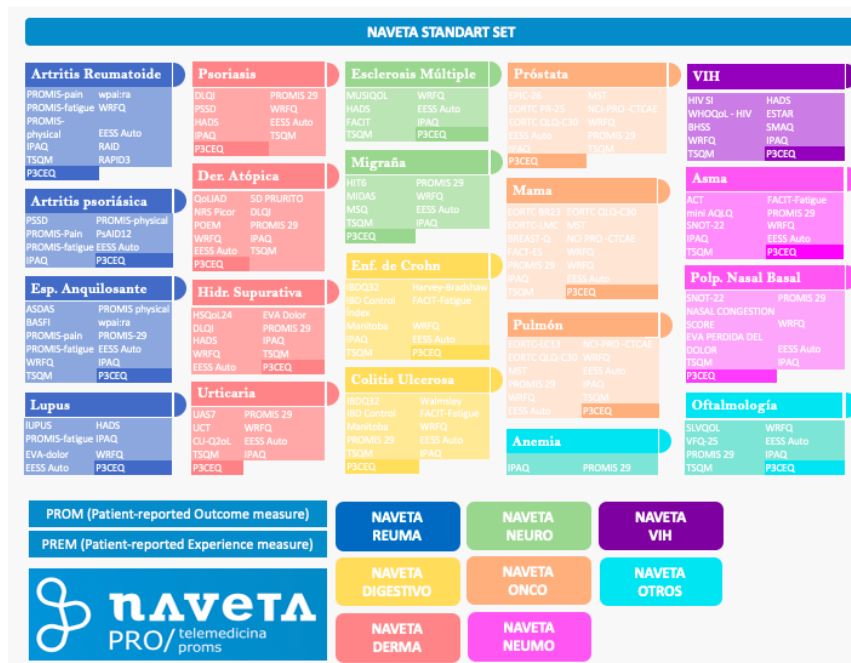 NAVETA STANDART SET
Artritis Reumatoide
PROMIS-pain wpai:ra
PROMIS-fatigue WRFQ
PROMIS-
physical EESS Auto
IPAQ RAID
TSQM RAPID3
P3CEQ
Artritis psoriásica
PSSD PROMIS-physical
PROMIS-Pain PsAID12
PROMIS-fatigue EESS Auto
IPAQ P3CEQ
Esp. Anquilosante
ASDAS PROMIS physical
BASFI wpai:ra
PROMIS-pain PROMIS-29
PROMIS-fatigue EESS Auto
WRFQ IPAQ
TSQM P3CEQ
Lupus
IUPUS HADS
PROMIS-fatigue IPAQ
EVA-dolor WRFQ
EESS Auto P3CEQ
Psoriasis
DLQI PROMIS 29
PSSD WRFQ
HADS EESS Auto
IPAQ TSQM
P3CEQ
Der. Atópica
QoLIAD SD PRURITO
NRS Picor DLQI
POEM PROMIS 29
WRFQ IPAQ
EESS Auto TSQM
P3CEQ
Hidr. Supurativa
HSQoL24 EVA Dolor
DLQI PROMIS 29
HADS IPAQ
WRFQ TSQM
EESS Auto P3CEQ
Urticaria
UAS7 PROMIS 29
UCT WRFQ
CU-Q2oL EESS Auto
TSQM IPAQ
P3CEQ
Esclerosis Múltiple
MUSIQOL WRFQ
HADS EESS Auto
FACIT IPAQ
TSQM P3CEQ
Migraña
HIT6 PROMIS 29
MIDAS WRFQ
MSQ EESS Auto
TSQM IPAQ
P3CEQ
Enf. de Crohn
IBDQ32 Harvey-Bradshaw
IBD Control FACIT-Fatigue
Índex
Manitoba WRFQ
IPAQ EESS Auto
TSQM P3CEQ
Colitis Ulcerosa
IBDQ32 Walmsley
IBD Control FACIT-Fatigue
Manitoba WRFQ
PROMIS 29 EESS Auto
TSQM IPAQ
P3CEQ
Próstata
EPIC-26 MST
EORTC PR-25 NCI-PRO -CTCAE
EORTC QLQ-C30 WRFQ
EESS Auto PROMIS 29
IPAQ TSQM
P3CEQ
Mama
EORTC BR23 EORTC QLQ-C30
EORTC-LMC MST
BREAST-Q NCI PRO -CTCAE
FACT-ES WRFQ
PROMIS 29 WRFQ
IPAQ EESS Auto
TSQM P3CEQ
Pulmón
EORTC-LC13 NCI-PRO -CTCAE
EORTC QLQ-C30 WRFQ
MST EESS Auto
PROMIS 29 IPAQ
WRFQ TSQM
EESS Auto P3CEQ
Anemia
IPAQ PROMIS 29
VIH
HIV SI HADS
WHOQoL - HIV ESTAR
BHSS SMAQ
WRFQ IPAQ
TSQM P3CEQ
Asma
ACT FACIT-Fatigue
mini AQLQ PROMIS 29
SNOT-22 WRFQ
IPAQ EESS Auto
TSQM P3CEQ
Polp. Nasal Basal
SNOT-22 PROMIS 29
NASAL CONGESTION
SCORE WRFQ
EVA PERDIDA DEL
DOLOR EESS Auto
TSQM IPAQ
P3CEQ
Oftalmología
SLVQOL WRFQ
VFQ-25 EESS Auto
PROMIS 29 IPAQ
TSQM P3CEQ
PROM (Patient-reported Outcome measure)
PREM (Patient-reported Experience measure)
NAVETA
REUMA
NAVETA
NEURO
NAVETA
VIH
NAVETA
DIGESTIVO
NAVETA
ONCO
NAVETA
OTROS
NAVETA
DERMA
NAVETA
NEUMO
naveta
PRO/ telemedicina
proms